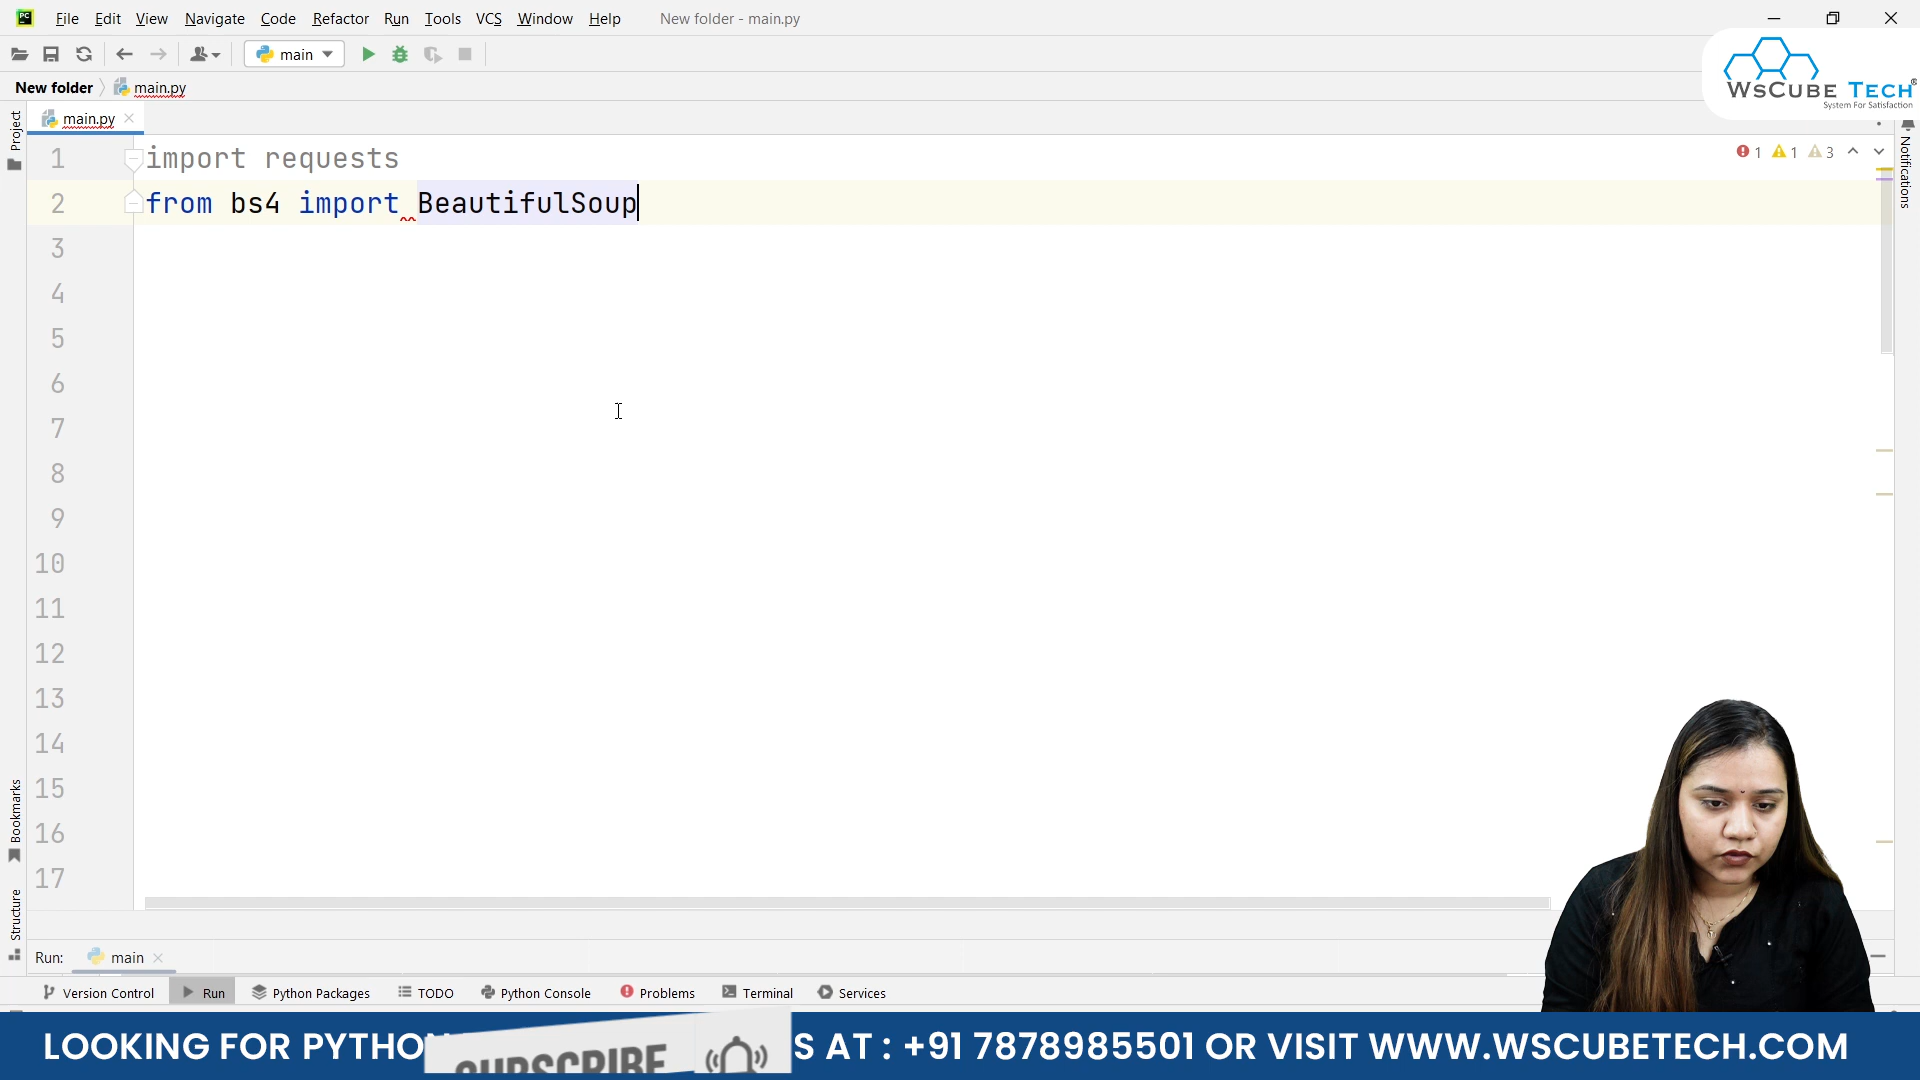 File Edit View Navigate Code Refactor Run Tools VCS Window Help New folder - main.py
main
WsCube Tech®
System For Satisfaction
New folder main.py
main.py
Project
Notifications
1 1 3
1 import requests
2 from bs4 import BeautifulSoup
3
4
5
6
7
8
9
10
11
12
13
14
15
16
17
Bookmarks
Structure
Run: main
Version Control Run Python Packages TODO Python Console Problems Terminal Services
LOOKING FOR PYTHON SUBSCRIBE S AT : +91 7878985501 OR VISIT WWW.WSCUBETECH.COM